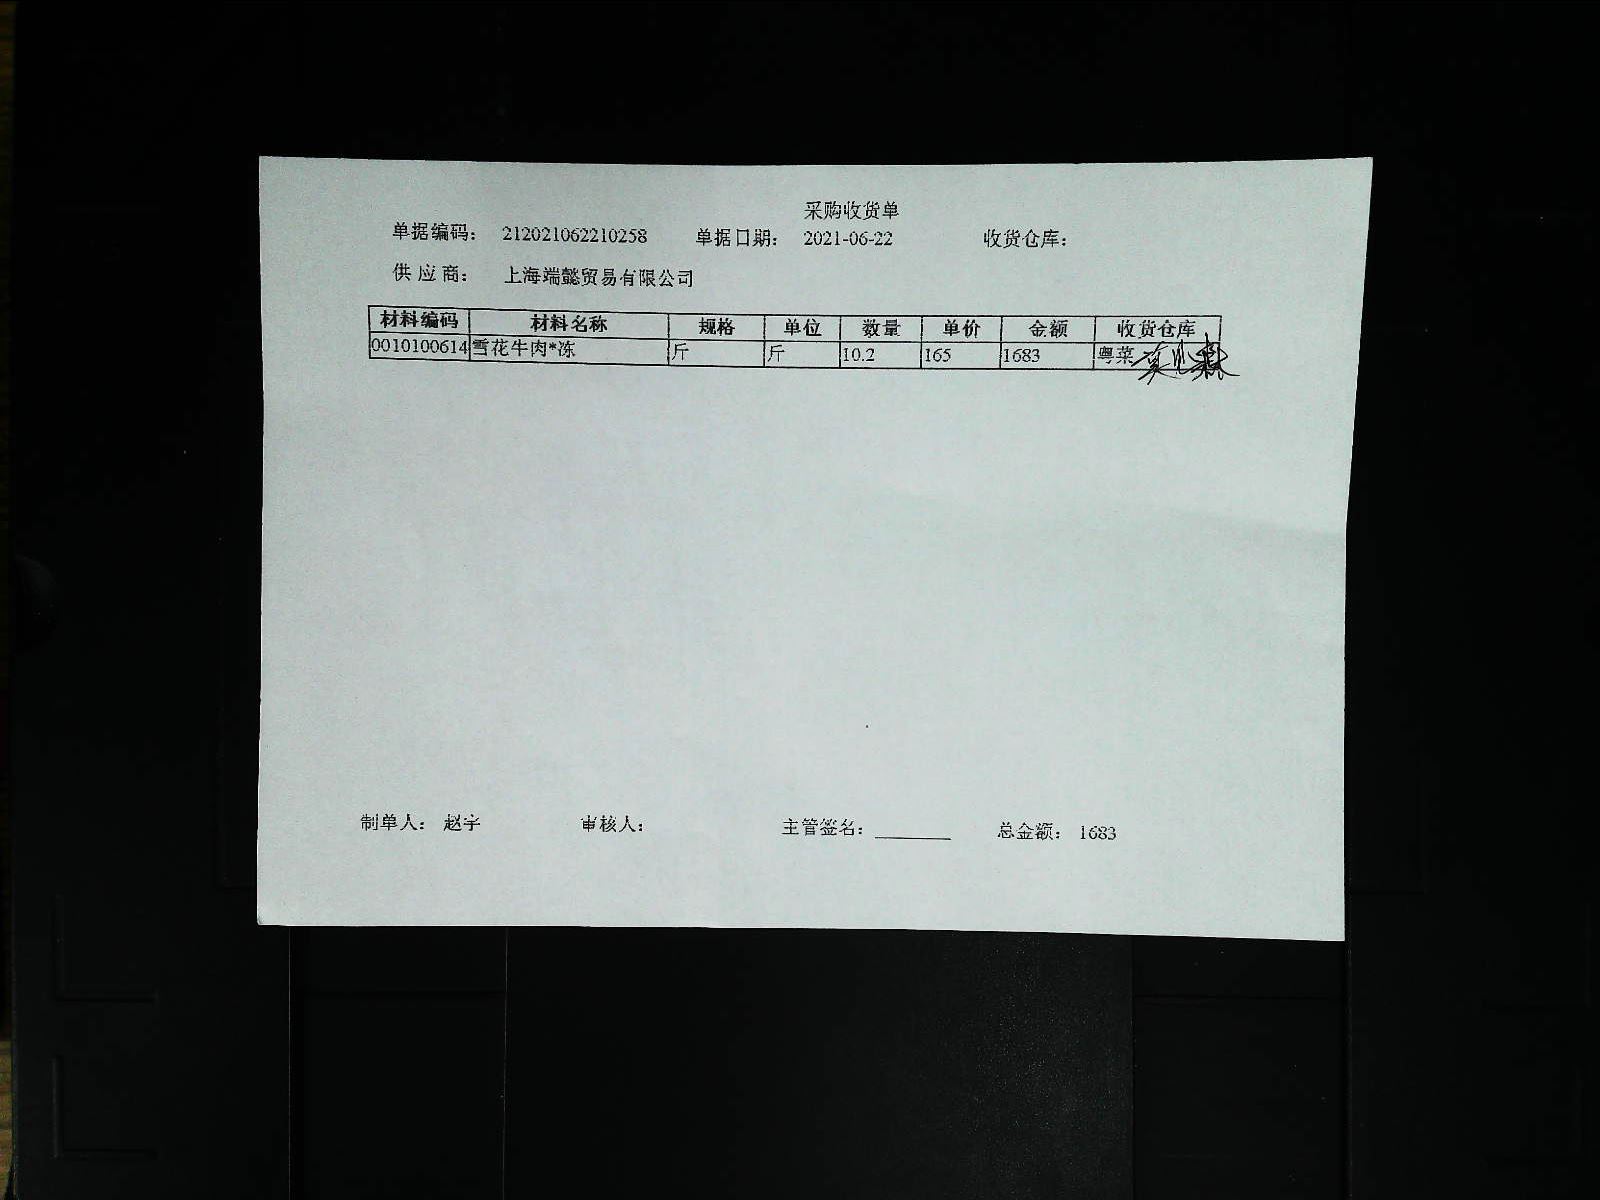 采购收货单
单据编码： 212021062210258 单据日期： 2021-06-22 收货仓库：
供 应 商： 上海端懿贸易有限公司
材料编码 材料名称 规格 单位 数量 单价 金额 收货仓库
0010100614 雪花牛肉*冻 斤 斤 10.2 165 1683 粤菜
制单人： 赵宇 审核人： 主管签名：________ 总金额： 1683